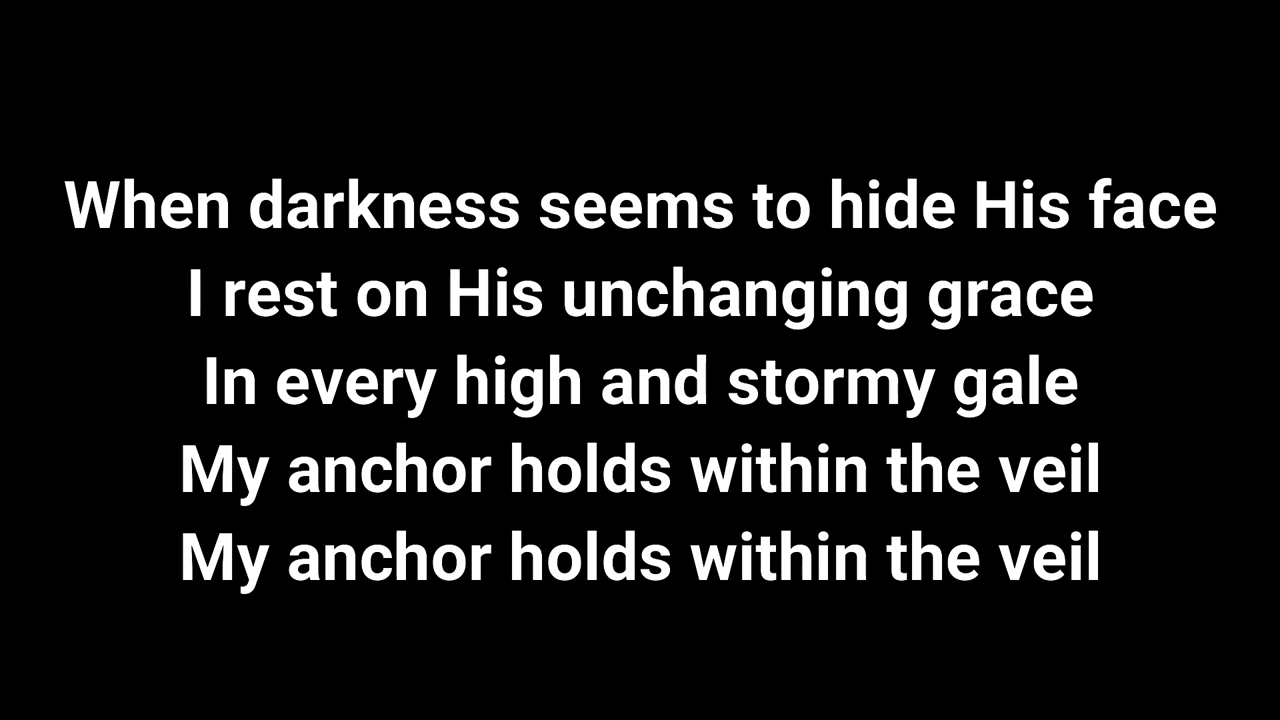 When darkness seems to hide His face
I rest on His unchanging grace
In every high and stormy gale
My anchor holds within the veil
My anchor holds within the veil